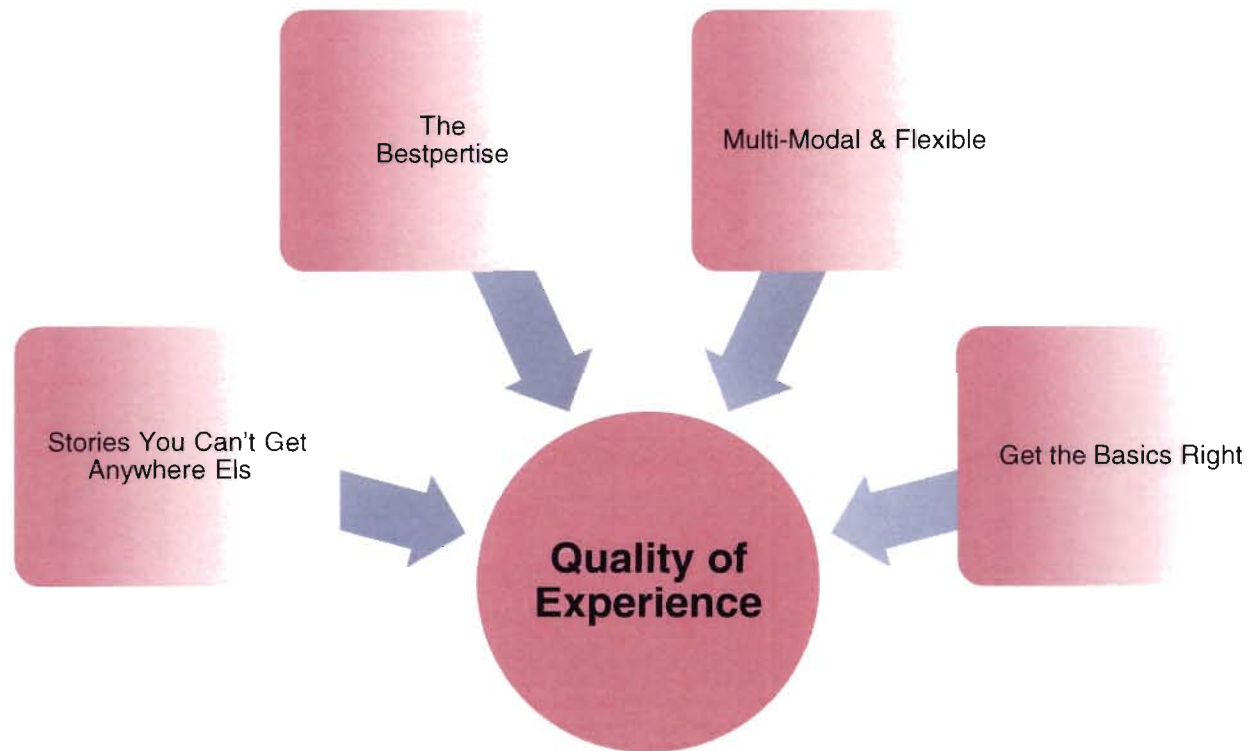 The
Bestpertise
Multi-Modal & Flexible
Stories You Can't Get
Anywhere Els
Get the Basics Right
Quality of
Experience